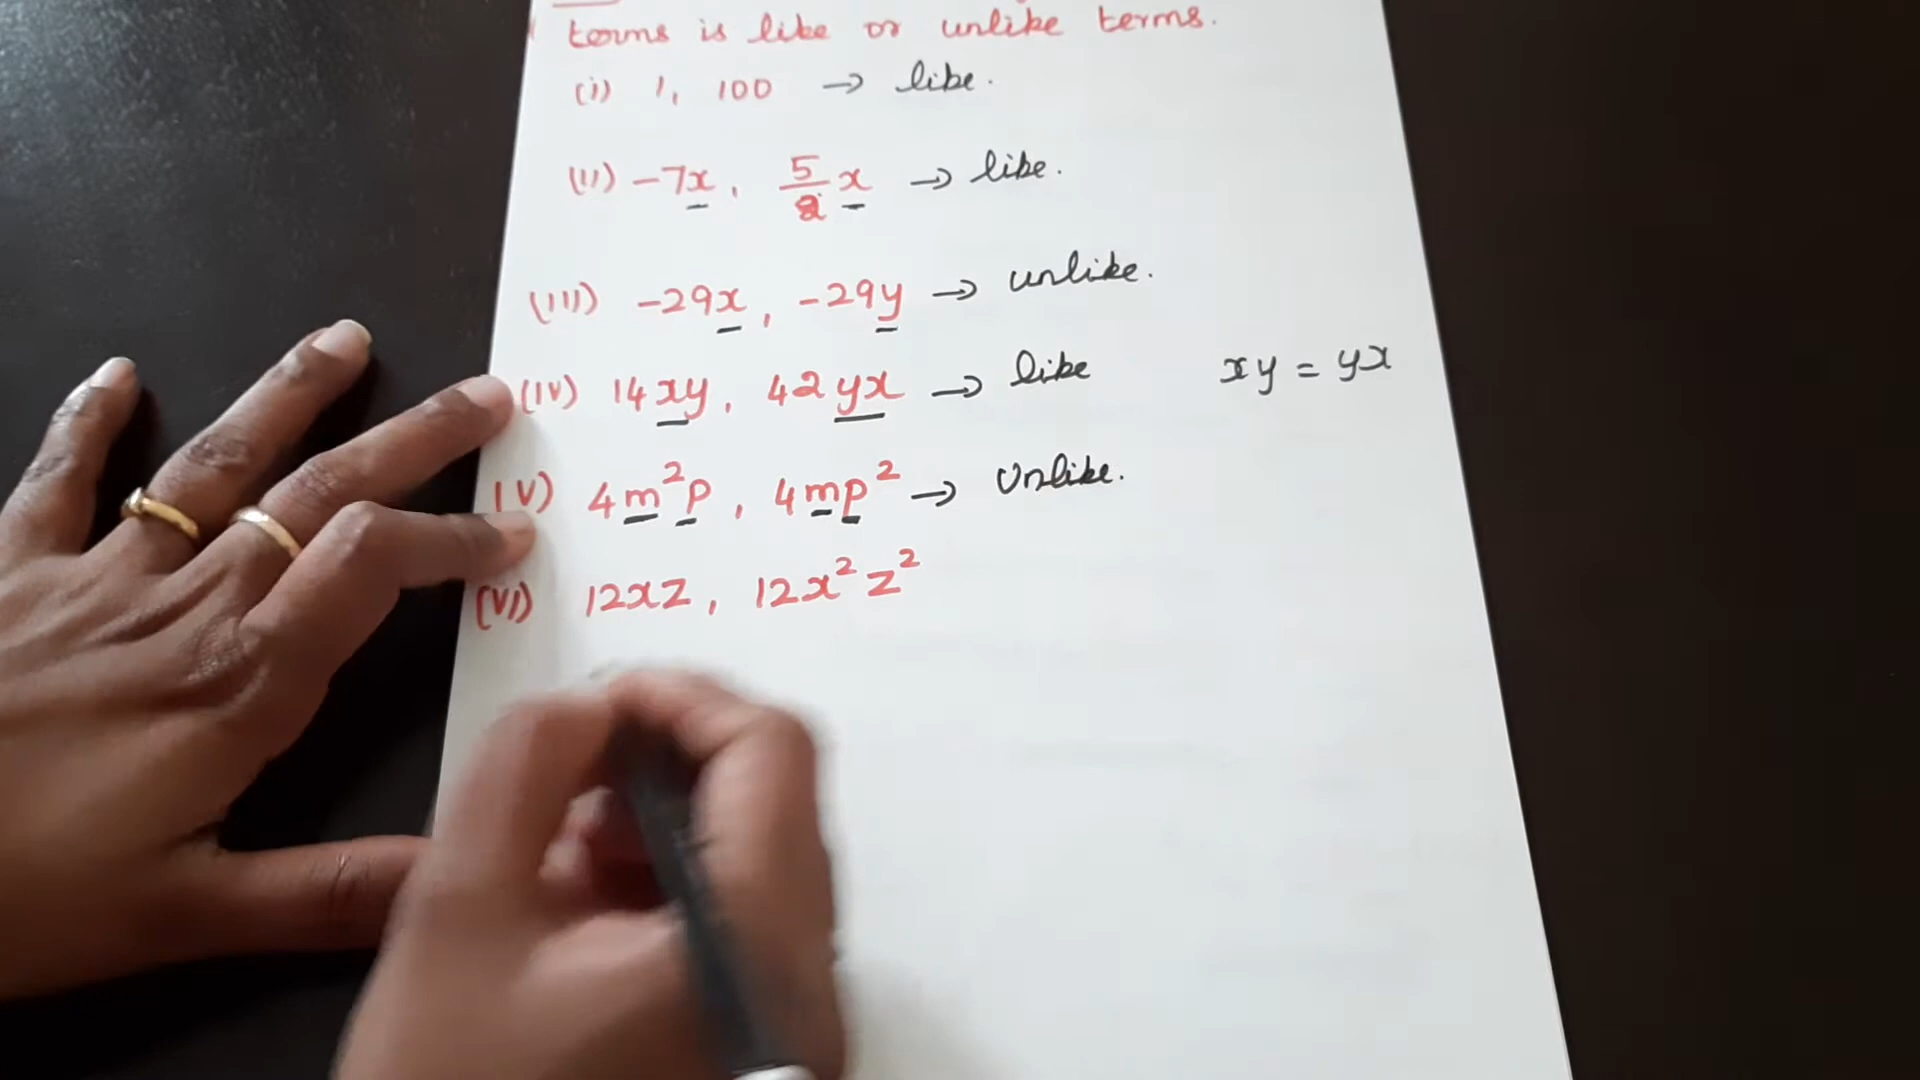 terms is like or unlike terms.
(i) 1, 100 → like.
(ii) -7x, 5/2 x → like.
(iii) -29x, -29y → unlike.
(iv) 14xy, 42yx → like xy = yx
(v) 4m²p, 4mp² → Unlike.
(vi) 12xz, 12x²z²